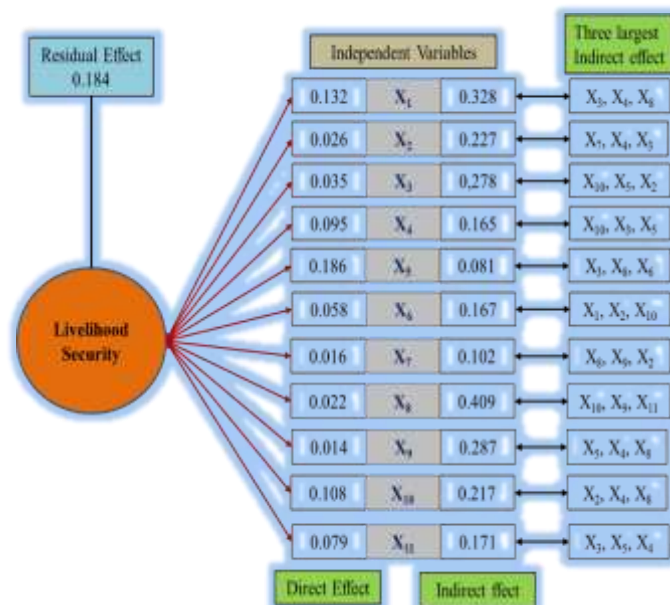 Residual Effect
0.184
Independent Variables
Three largest
Indirect effect
0.132 X₁ 0.328 X₃, X₄, X₈
0.026 X₂ 0.227 X₇, X₄, X₃
0.035 X₃ 0,278 X₁₀, X₅, X₂
0.095 X₄ 0.165 X₁₀, X₃, X₅
0.186 X₅ 0.081 X₃, X₈, X₆
0.058 X₆ 0.167 X₁, X₂, X₁₀
0.016 X₇ 0.102 X₉, X₂
0.022 X₈ 0.409 X₁₀, X₉, X₁₁
0.014 X₉ 0.287 X₅, X₄, X₈
0.108 X₁₀ 0.217 X₂, X₄, X₈
0.079 X₁₁ 0.171 X₃, X₅, X₄
Livelihood
Security
Direct Effect
Indirect ffect